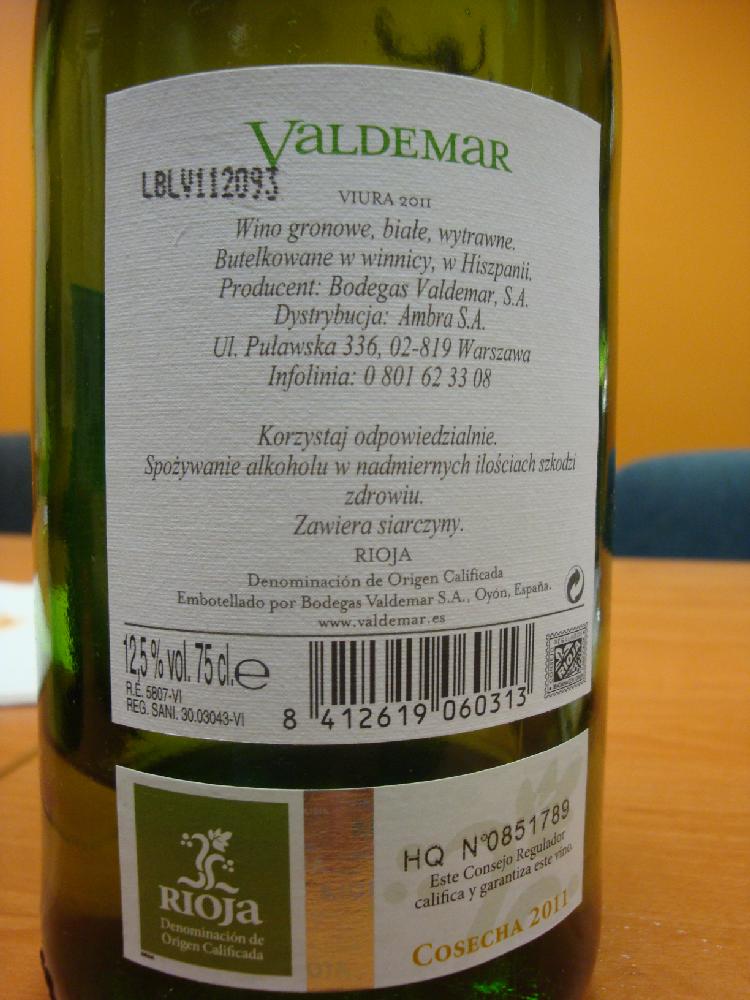 VALDEMAR
LBLV112093
VIURA 2011
Wino gronowe, białe, wytrawne.
Butelkowane w winnicy, w Hiszpanii.
Producent: Bodegas Valdemar, S.A.
Dystrybucja: Ambra S.A.
Ul. Puławska 336, 02-819 Warszawa
Infolinia: 0 801 62 33 08
Korzystaj odpowiedzialnie.
Spożywanie alkoholu w nadmiernych ilościach szkodzi
zdrowiu.
Zawiera siarczyny.
RIOJA
Denominación de Origen Calificada
Embotellado por Bodegas Valdemar S.A., Oyón, España.
www.valdemar.es
12,5 % vol. 75 cl. e
R.E. 5807-VI
REG. SANI. 30.03043-VI
8 412619 060313
RIOJA
Denominación de
Origen Calificada
HQ Nº0851789
Este Consejo Regulador
califica y garantiza este vino.
COSECHA 2011